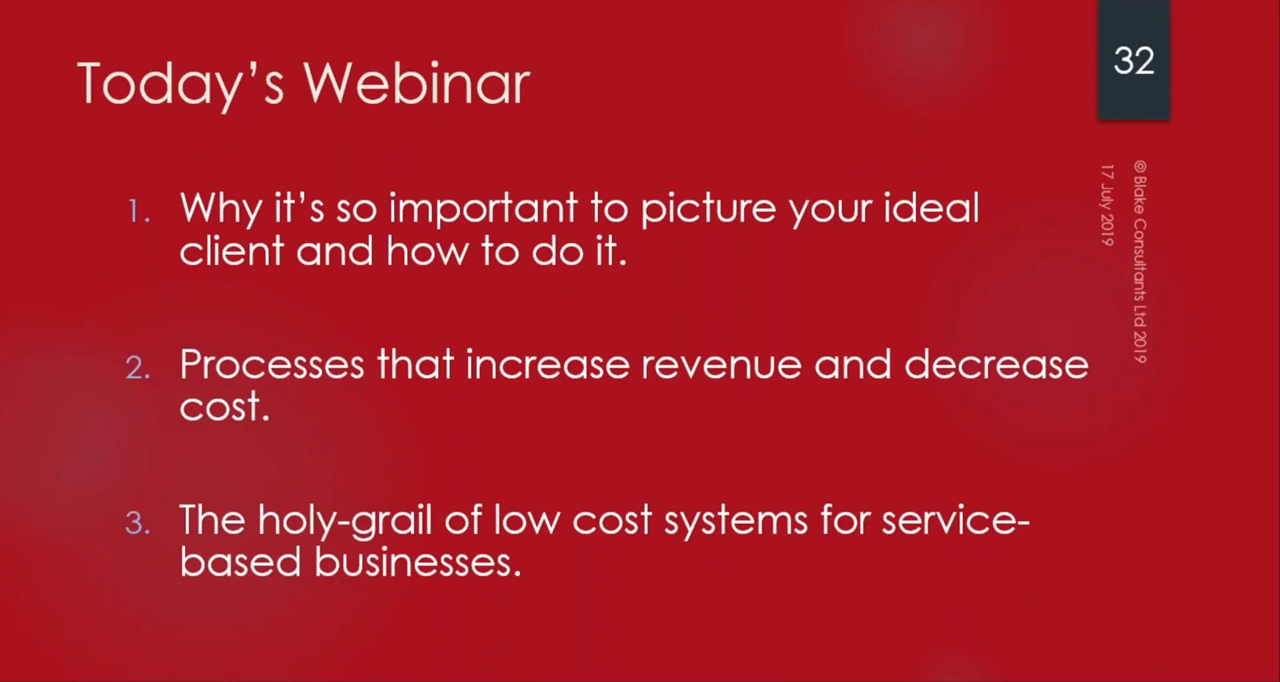 Today's Webinar
32
1. Why it's so important to picture your ideal
client and how to do it.
2. Processes that increase revenue and decrease
cost.
3. The holy-grail of low cost systems for service-
based businesses.
17 July 2019
@ Blake Consultants Ltd 2019